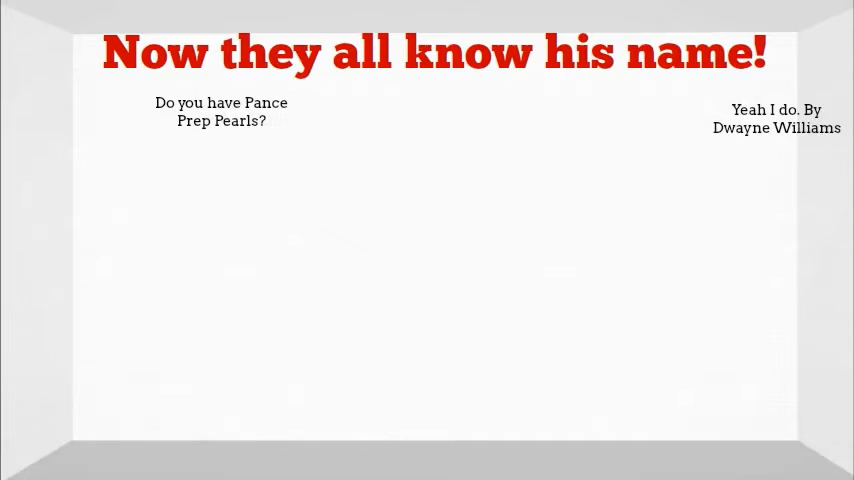 Now they all know his name!
Do you have Pance
Prep Pearls?
Yeah I do. By
Dwayne Williams